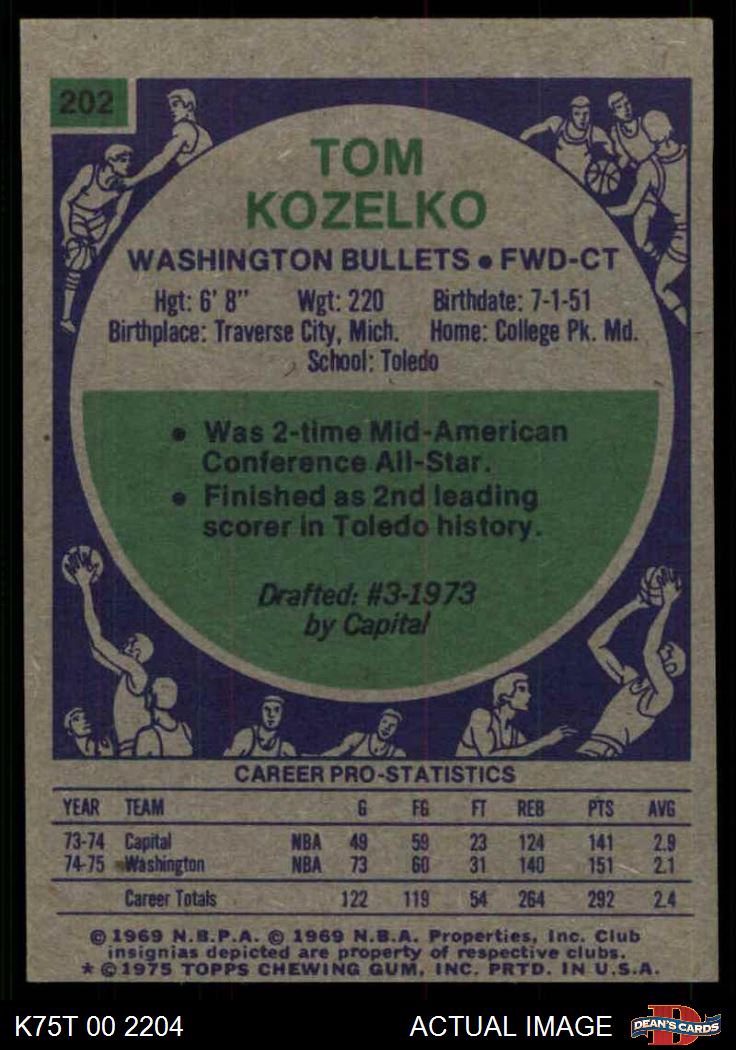 202
TOM
KOZELKO
WASHINGTON BULLETS • FWD-CT
Hgt: 6' 8" Wgt: 220 Birthdate: 7-1-51
Birthplace: Traverse City, Mich. Home: College Pk. Md.
School: Toledo
• Was 2-time Mid-American
Conference All-Star.
• Finished as 2nd leading
scorer in Toledo history.
Drafted: #3-1973
by Capital
CAREER PRO-STATISTICS
YEAR TEAM G FG FT REB PTS AVG
73-74 Capital NBA 49 59 23 124 141 2.9
74-75 Washington NBA 73 60 31 140 151 2.1
Career Totals 122 119 54 264 292 2.4
© 1969 N.B.P.A. © 1969 N.B.A. Properties, Inc. Club
insignias depicted are property of respective clubs.
* © 1975 TOPPS CHEWING GUM, INC. PRTD. IN U.S.A.
K75T 00 2204 ACTUAL IMAGE DEAN'S CARDS